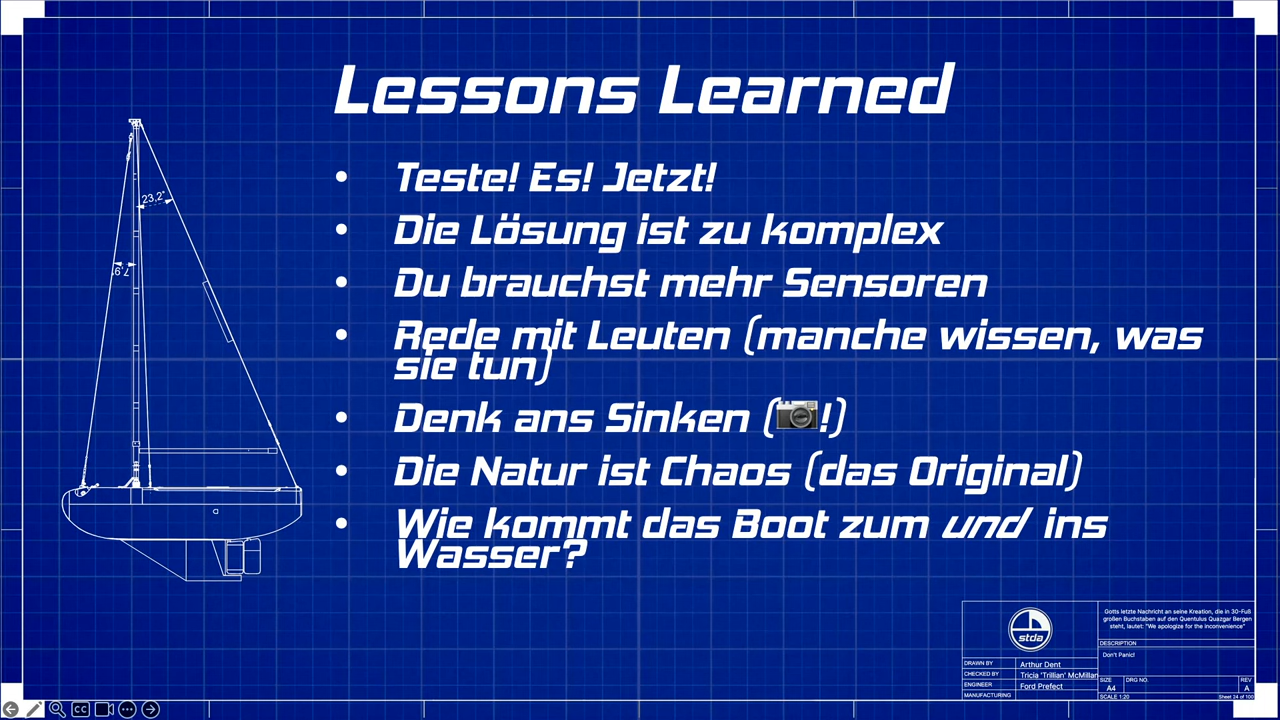 Lessons Learned
23,2°
7,9°
• Teste! Es! Jetzt!
• Die Lösung ist zu komplex
• Du brauchst mehr Sensoren
• Rede mit Leuten (manche wissen, was
sie tun)
• Denk ans Sinken (📷!)
• Die Natur ist Chaos (das Original)
• Wie kommt das Boot zum und ins
Wasser?
stda
Gotts letzte Nachricht an seine Kreation, die in 30-Fuß
großen Buchstaben auf den Quentulus Quazgar Bergen
steht, lautet: "We apologize for the inconvenience"
DESCRIPTION
Don't Panic!
DRAWN BY Arthur Dent
CHECKED BY Tricia 'Trillian' McMillan
ENGINEER Ford Prefect
MANUFACTURING
SIZE A4
DRG NO.
REV A
SCALE 1:20
Sheet 24 of 100
CC